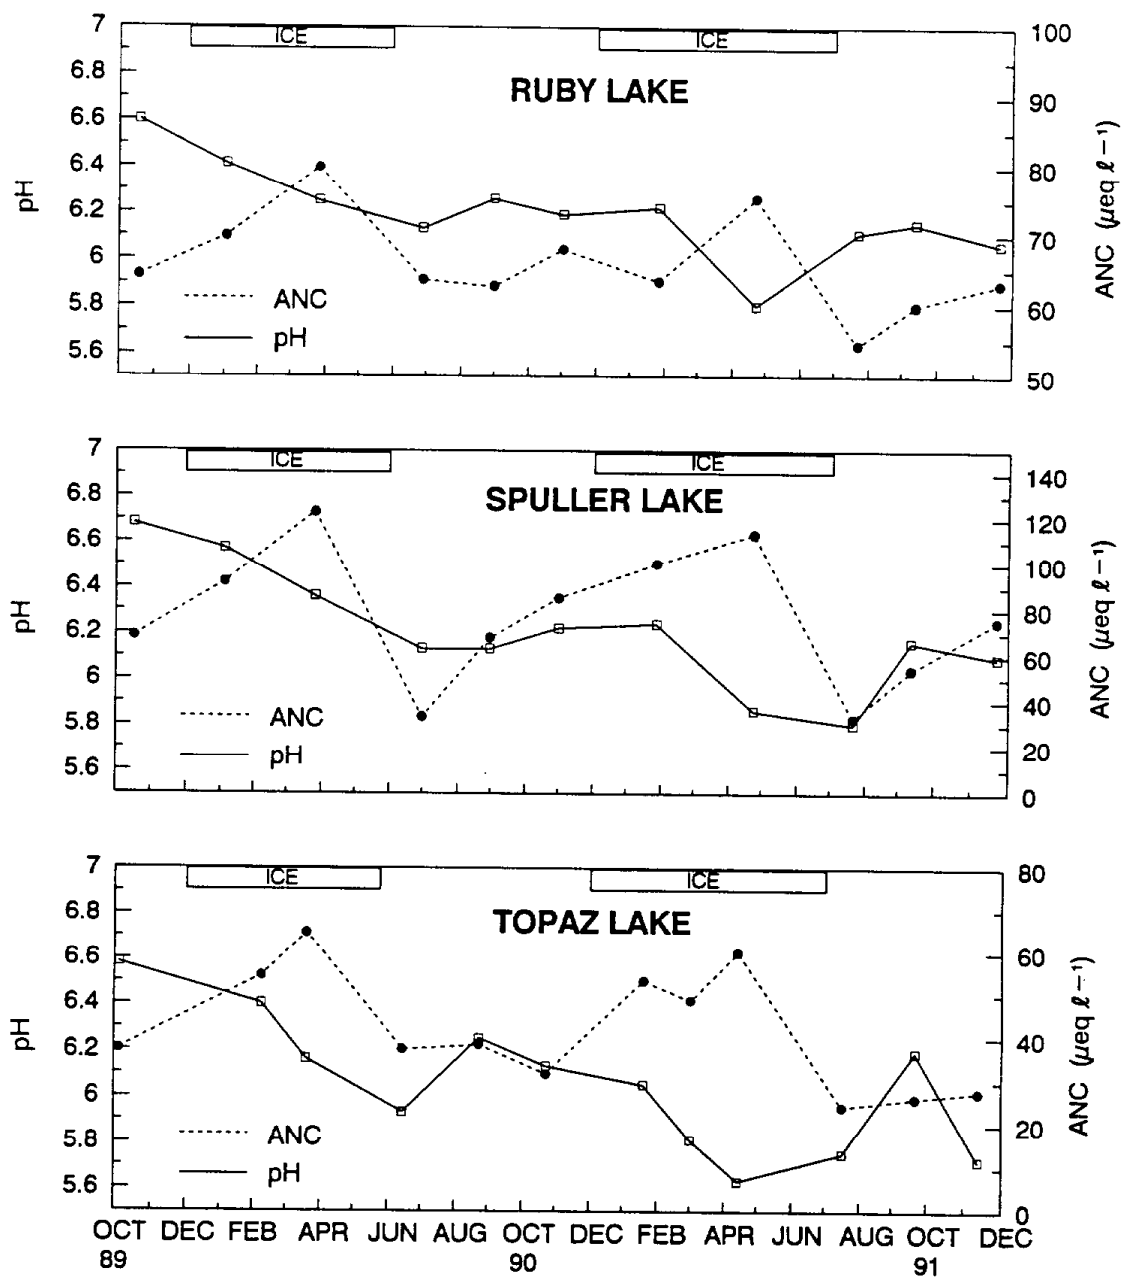 7
6.8
6.6
6.4
6.2
6
5.8
5.6
pH
ICE
ICE
RUBY LAKE
ANC
pH
100
90
80
70
60
50
ANC (μeq ℓ−1)
7
6.8
6.6
6.4
6.2
6
5.8
5.6
pH
ICE
ICE
SPULLER LAKE
ANC
pH
140
120
100
80
60
40
20
0
ANC (μeq ℓ−1)
7
6.8
6.6
6.4
6.2
6
5.8
5.6
pH
ICE
ICE
TOPAZ LAKE
ANC
pH
80
60
40
20
0
ANC (μeq ℓ−1)
OCT DEC FEB APR JUN AUG OCT DEC FEB APR JUN AUG OCT DEC
89 90 91